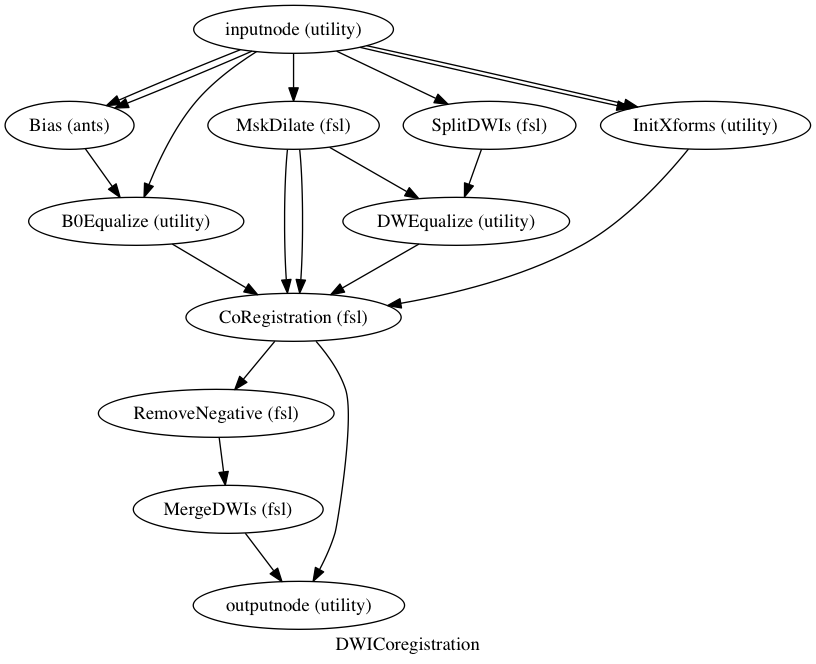 inputnode (utility)
Bias (ants)
MskDilate (fsl)
SplitDWIs (fsl)
InitXforms (utility)
B0Equalize (utility)
DWEqualize (utility)
CoRegistration (fsl)
RemoveNegative (fsl)
MergeDWIs (fsl)
outputnode (utility)
DWICoregistration